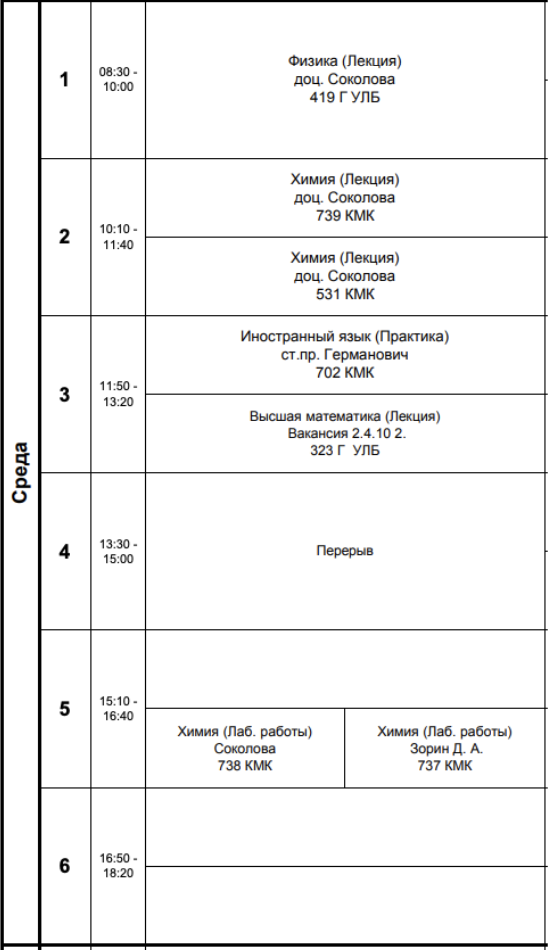 Среда
1
08:30 -
10:00
Физика (Лекция)
доц. Соколова
419 Г УЛБ
2
10:10 -
11:40
Химия (Лекция)
доц. Соколова
739 КМК
Химия (Лекция)
доц. Соколова
531 КМК
3
11:50 -
13:20
Иностранный язык (Практика)
ст.пр. Германович
702 КМК
Высшая математика (Лекция)
Вакансия 2.4.10 2.
323 Г УЛБ
4
13:30 -
15:00
Перерыв
5
15:10 -
16:40
Химия (Лаб. работы)
Соколова
738 КМК
Химия (Лаб. работы)
Зорин Д. А.
737 КМК
6
16:50 -
18:20